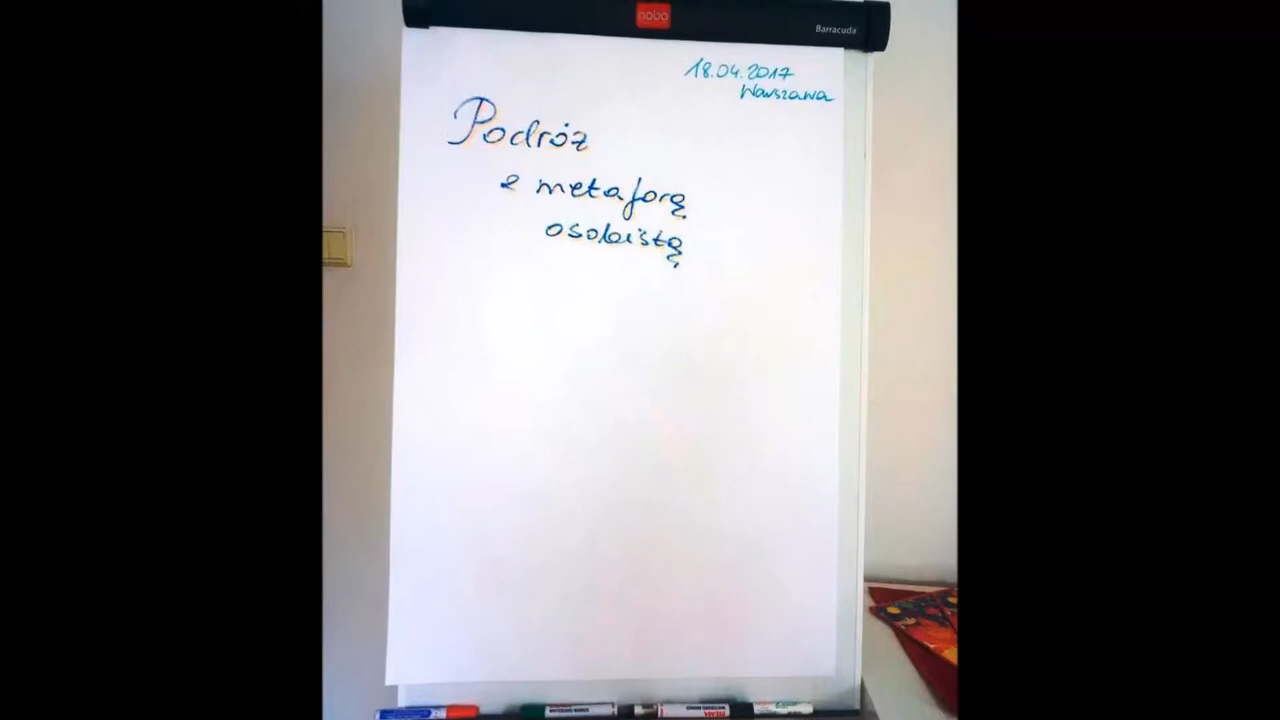 nobo
Barracuda
18.04.2017
Warszawa
Podróż
z metaforą
osobistą